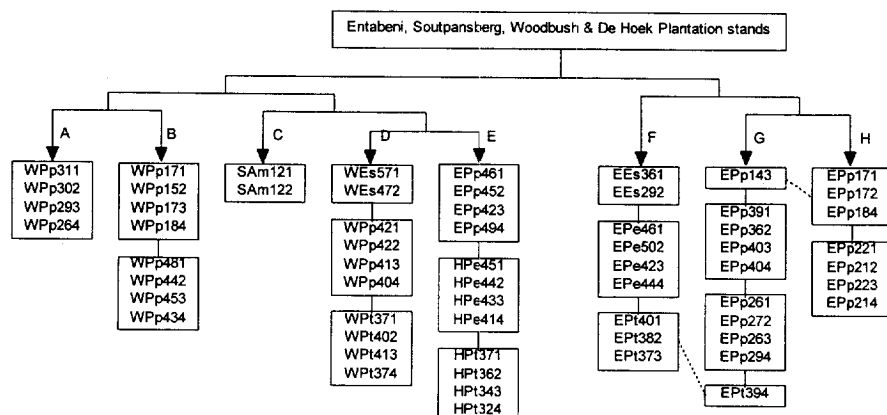 Entabeni, Soutpansberg, Woodbush & De Hoek Plantation stands
A
WPp311
WPp302
WPp293
WPp264
B
WPp171
WPp152
WPp173
WPp184
WPp481
WPp442
WPp453
WPp434
C
SAm121
SAm122
D
WEs571
WEs472
WPp421
WPp422
WPp413
WPp404
WPt371
WPt402
WPt413
WPt374
E
EPp461
EPp452
EPp423
EPp494
HPe451
HPe442
HPe433
HPe414
HPt371
HPt362
HPt343
HPt324
F
EEs361
EEs292
EPe461
EPe502
EPe423
EPe444
EPt401
EPt382
EPt373
G
EPp143
EPp391
EPp362
EPp403
EPp404
EPp261
EPp272
EPp263
EPp294
EPt394
H
EPp171
EPp172
EPp184
EPp221
EPp212
EPp223
EPp214